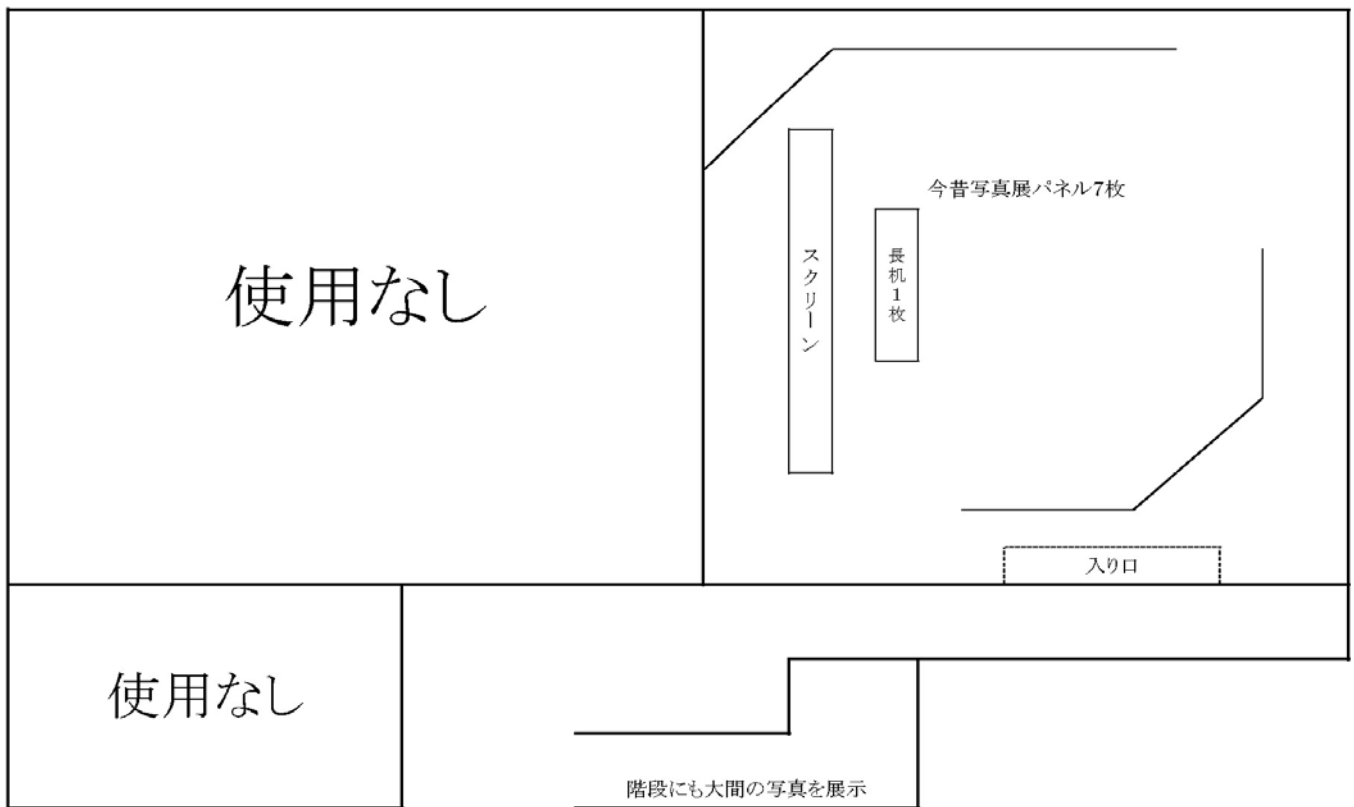 今昔写真展パネル7枚
使用なし
スクリーン
長机1枚
入り口
使用なし
階段にも大間の写真を展示